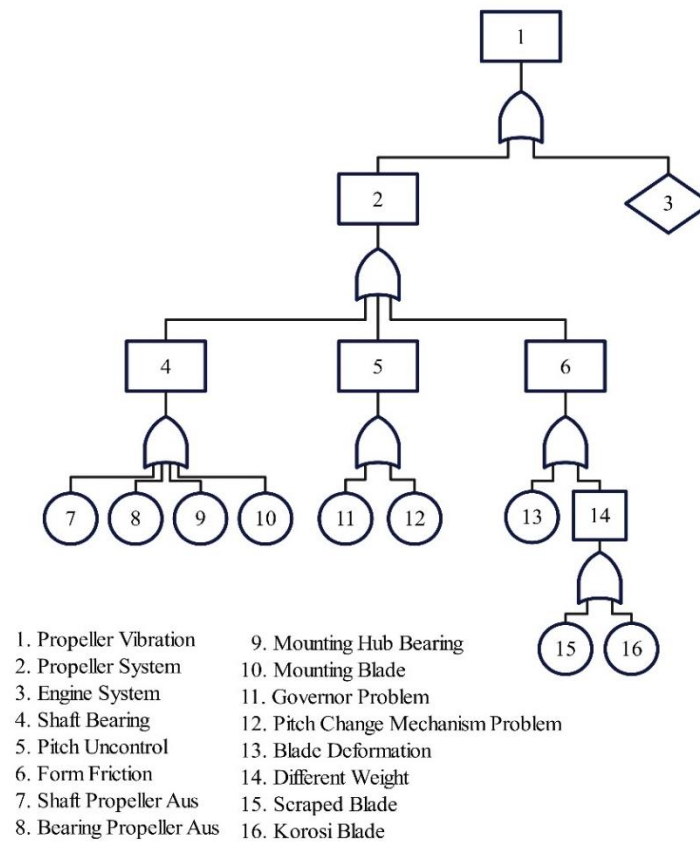 1
2
3
4
5
6
7
8
9
10
11
12
13
14
15
16
1. Propeller Vibration
2. Propeller System
3. Engine System
4. Shaft Bearing
5. Pitch Uncontrol
6. Form Friction
7. Shaft Propeller Aus
8. Bearing Propeller Aus
9. Mounting Hub Bearing
10. Mounting Blade
11. Governor Problem
12. Pitch Change Mechanism Problem
13. Blade Deformation
14. Different Weight
15. Scraped Blade
16. Korosi Blade